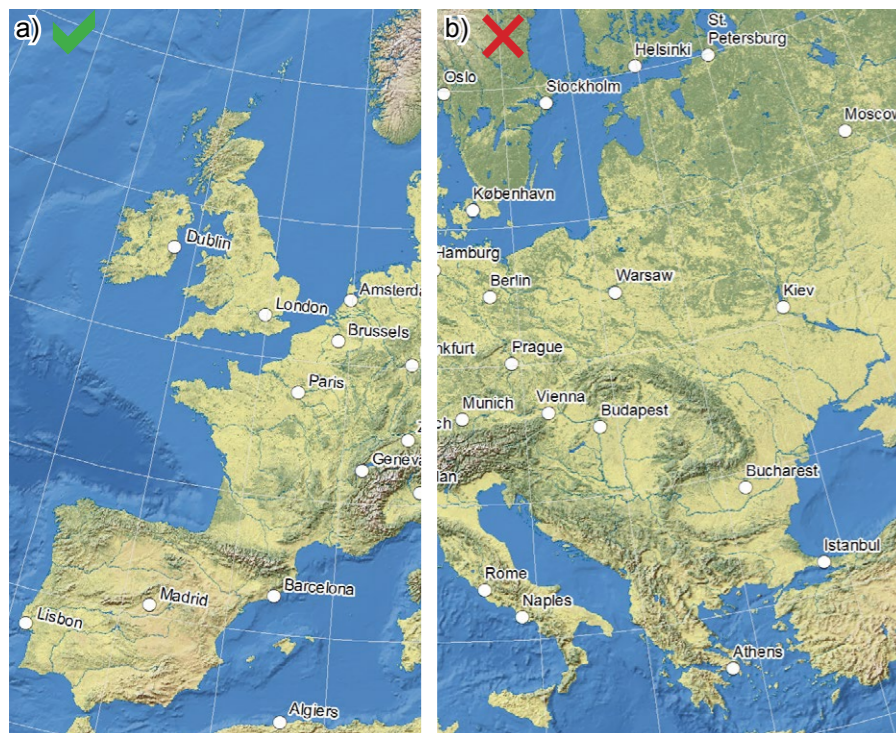 a)
Dublin
London
Amsterda
Brussels
Paris
Z
Geneva
Madrid
Barcelona
Lisbon
Algiers
b)
St.
Petersburg
Helsinki
Oslo
Stockholm
Moscow
København
Hamburg
Berlin
Warsaw
Kiev
nkfurt
Prague
Munich
Vienna
ch
Budapest
Bucharest
lan
Istanbul
Rome
Naples
Athens